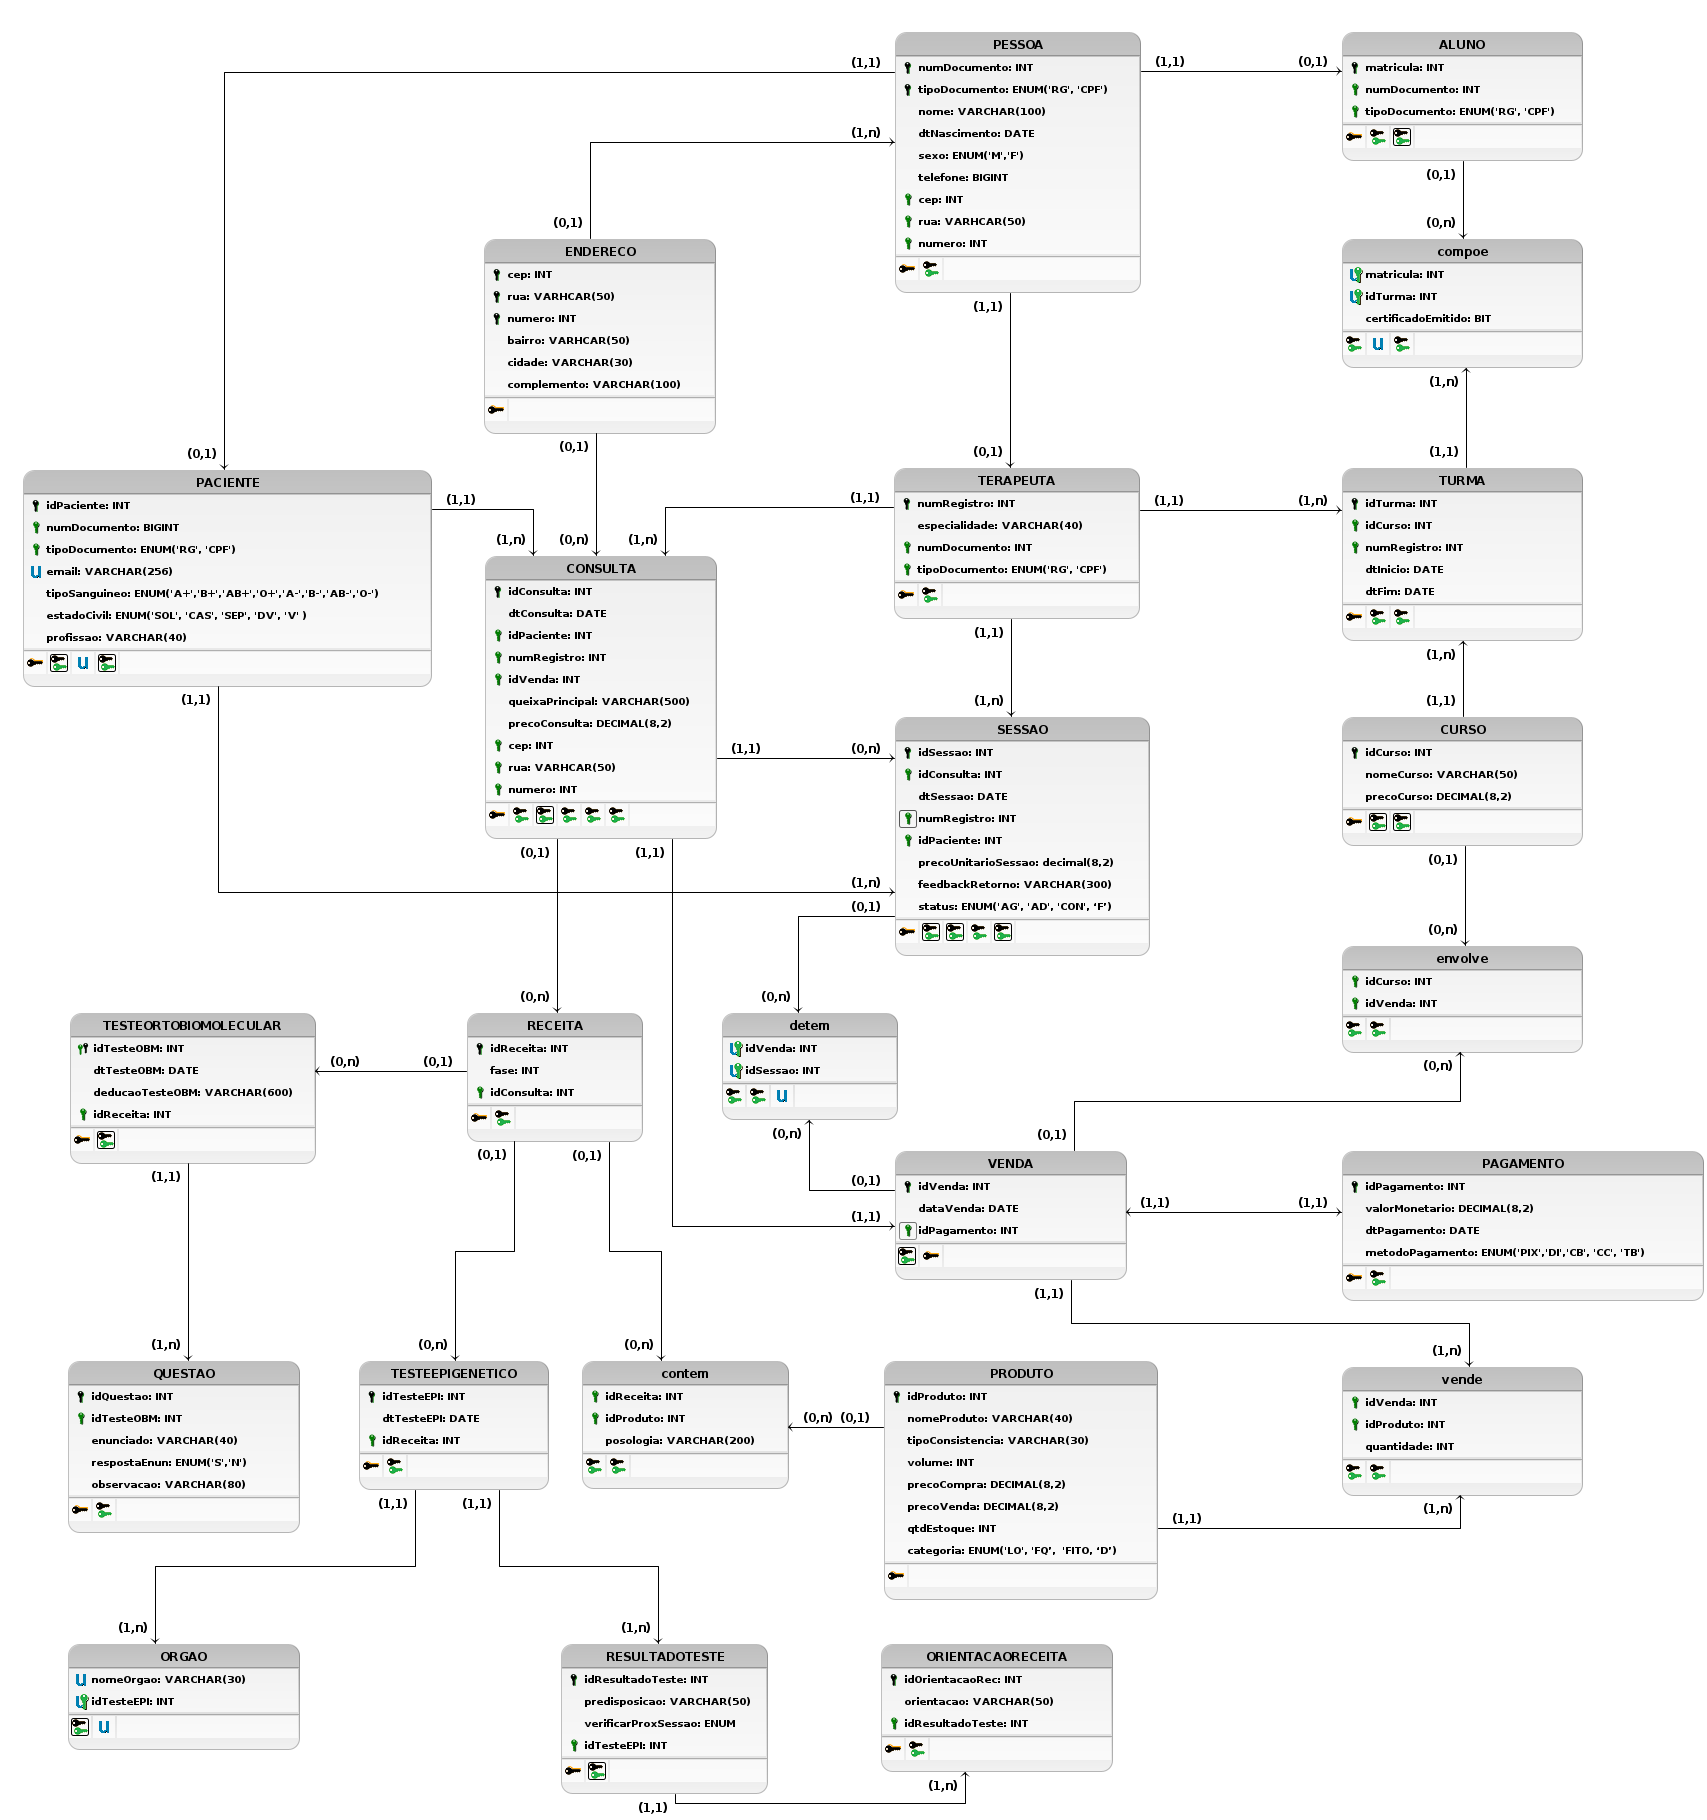 PESSOA
numDocumento: INT
tipoDocumento: ENUM('RG', 'CPF')
nome: VARCHAR(100)
dtNascimento: DATE
sexo: ENUM('M','F')
telefone: BIGINT
cep: INT
rua: VARHCAR(50)
numero: INT
(1,1)
(1,n)
(1,1)
(1,1)
(0,1)
ALUNO
matricula: INT
numDocumento: INT
tipoDocumento: ENUM('RG', 'CPF')
(0,1)
(0,n)
compoe
matricula: INT
idTurma: INT
certificadoEmitido: BIT
(1,n)
(1,1)
(0,1)
ENDERECO
cep: INT
rua: VARHCAR(50)
numero: INT
bairro: VARHCAR(50)
cidade: VARCHAR(30)
complemento: VARCHAR(100)
(0,1)
(0,n)
(0,1)
PACIENTE
idPaciente: INT
numDocumento: BIGINT
tipoDocumento: ENUM('RG', 'CPF')
email: VARCHAR(256)
tipoSanguineo: ENUM('A+','B+','AB+','O+','A-','B-','AB-','O-')
estadoCivil: ENUM('SOL', 'CAS', 'SEP', 'DV', 'V' )
profissao: VARCHAR(40)
(1,1)
(1,n)
(1,1)
(0,1)
TERAPEUTA
numRegistro: INT
especialidade: VARCHAR(40)
numDocumento: INT
tipoDocumento: ENUM('RG', 'CPF')
(1,1)
(1,n)
(1,1)
(1,n)
(1,1)
(1,n)
TURMA
idTurma: INT
idCurso: INT
numRegistro: INT
dtInicio: DATE
dtFim: DATE
(1,n)
(1,1)
CONSULTA
idConsulta: INT
dtConsulta: DATE
idPaciente: INT
numRegistro: INT
idVenda: INT
queixaPrincipal: VARCHAR(500)
precoConsulta: DECIMAL(8,2)
cep: INT
rua: VARHCAR(50)
numero: INT
(1,1)
(0,n)
(0,1)
(1,1)
SESSAO
idSessao: INT
idConsulta: INT
dtSessao: DATE
numRegistro: INT
idPaciente: INT
precoUnitarioSessao: decimal(8,2)
feedbackRetorno: VARCHAR(300)
status: ENUM('AG', 'AD', 'CON', ‘F’)
(1,n)
(0,1)
(0,n)
CURSO
idCurso: INT
nomeCurso: VARCHAR(50)
precoCurso: DECIMAL(8,2)
(0,1)
(0,n)
envolve
idCurso: INT
idVenda: INT
(0,n)
(0,1)
TESTEORTOBIOMOLECULAR
idTesteOBM: INT
dtTesteOBM: DATE
deducaoTesteOBM: VARCHAR(600)
idReceita: INT
(0,n)
(0,1)
(1,1)
(1,n)
(0,n)
RECEITA
idReceita: INT
fase: INT
idConsulta: INT
(0,1)
(0,1)
(0,n)
(0,n)
detem
idVenda: INT
idSessao: INT
(0,n)
(0,1)
(1,1)
VENDA
idVenda: INT
dataVenda: DATE
idPagamento: INT
(1,1)
(1,1)
(1,1)
(1,n)
PAGAMENTO
idPagamento: INT
valorMonetario: DECIMAL(8,2)
dtPagamento: DATE
metodoPagamento: ENUM('PIX','DI','CB', 'CC', 'TB')
QUESTAO
idQuestao: INT
idTesteOBM: INT
enunciado: VARCHAR(40)
respostaEnun: ENUM('S','N')
observacao: VARCHAR(80)
TESTEEPIGENETICO
idTesteEPI: INT
dtTesteEPI: DATE
idReceita: INT
(1,1)
(1,1)
contem
idReceita: INT
idProduto: INT
posologia: VARCHAR(200)
(0,n)
(0,1)
PRODUTO
idProduto: INT
nomeProduto: VARCHAR(40)
tipoConsistencia: VARCHAR(30)
volume: INT
precoCompra: DECIMAL(8,2)
precoVenda: DECIMAL(8,2)
qtdEstoque: INT
categoria: ENUM('LO', 'FQ’,  'FITO, ‘D’)
(1,1)
(1,n)
vende
idVenda: INT
idProduto: INT
quantidade: INT
(1,n)
ORGAO
nomeOrgao: VARCHAR(30)
idTesteEPI: INT
(1,n)
RESULTADOTESTE
idResultadoTeste: INT
predisposicao: VARCHAR(50)
verificarProxSessao: ENUM
idTesteEPI: INT
(1,1)
(1,n)
ORIENTACAORECEITA
idOrientacaoRec: INT
orientacao: VARCHAR(50)
idResultadoTeste: INT